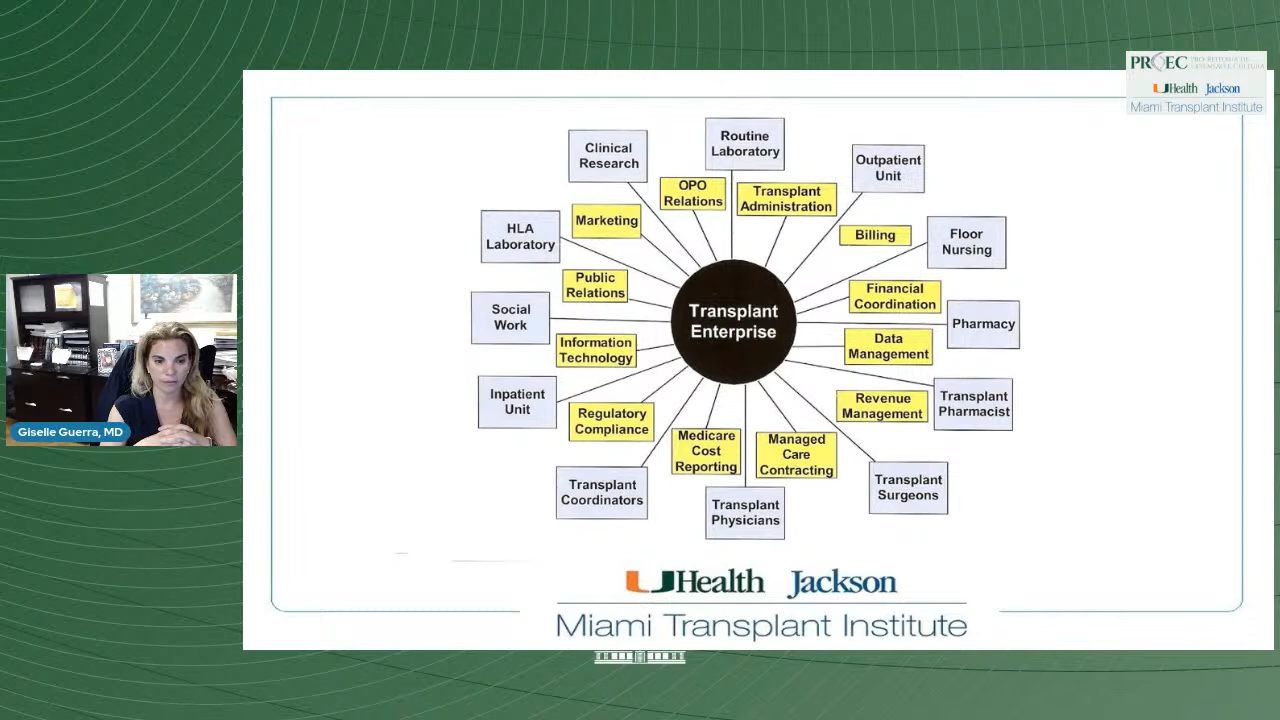 PROEC PRÓ-REITORIA DE
EXTENSÃO E CULTURA
UHealth Jackson
Miami Transplant Institute
Clinical
Research
Routine
Laboratory
Outpatient
Unit
OPO
Relations
Transplant
Administration
Marketing
HLA
Laboratory
Billing
Floor
Nursing
Public
Relations
Financial
Coordination
Social
Work
Transplant
Enterprise
Pharmacy
Information
Technology
Data
Management
Inpatient
Unit
Regulatory
Compliance
Revenue
Management
Transplant
Pharmacist
Medicare
Cost
Reporting
Managed
Care
Contracting
Transplant
Coordinators
Transplant
Physicians
Transplant
Surgeons
Giselle Guerra, MD
UHealth Jackson
Miami Transplant Institute